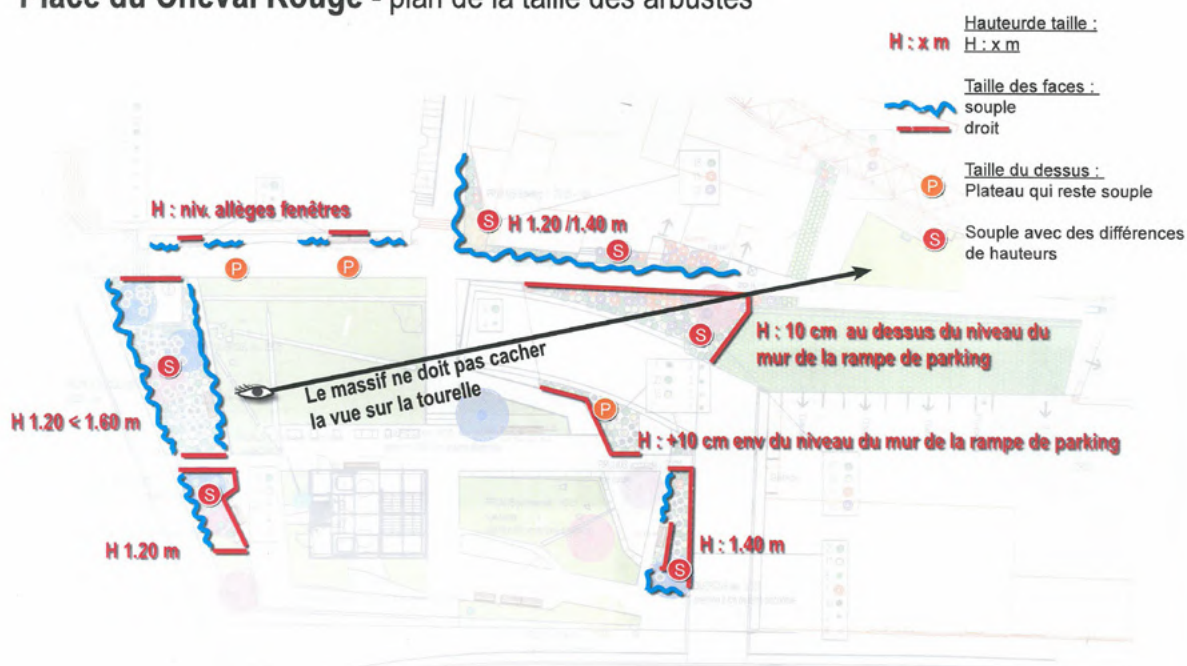 Place du Cheval Rouge - plan de la taille des arbustes
Hauteurde taille :
H : x m H : x m
Taille des faces :
souple
droit
Taille du dessus :
P Plateau qui reste souple
S Souple avec des différences
de hauteurs
H : niv. allèges fenêtres
P P
S H 1.20 /1.40 m
S
S
H : 10 cm au dessus du niveau du
mur de la rampe de parking
S
Le massif ne doit pas cacher
la vue sur la tourelle
H 1.20 < 1.60 m
P
H : +10 cm env du niveau du mur de la rampe de parking
S
H 1.20 m
H : 1.40 m
S